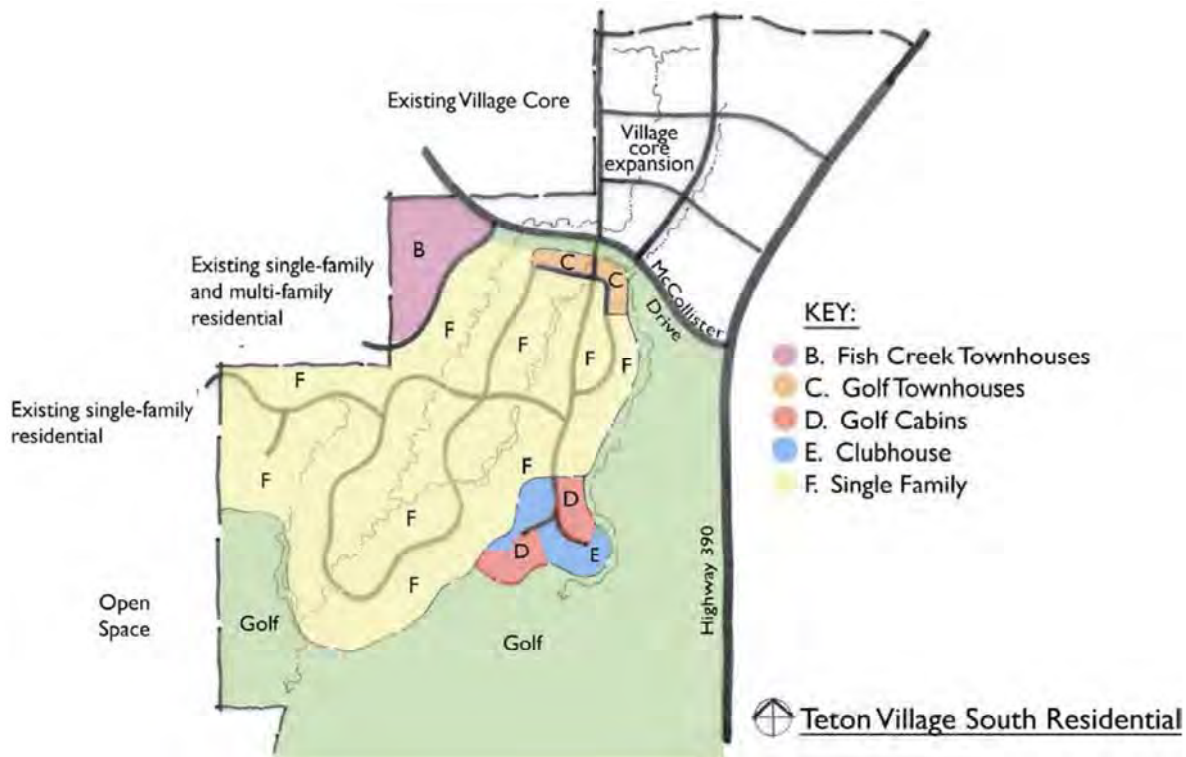 Existing Village Core
Village
core
expansion
B
C
C
Existing single-family
and multi-family
residential
McCollister
Drive
F
F
F
F
F
Existing single-family
residential
KEY:
B. Fish Creek Townhouses
C. Golf Townhouses
D. Golf Cabins
E. Clubhouse
F. Single Family
F
F
D
F
D
E
F
Highway 390
Open
Space
Golf
Golf
Teton Village South Residential